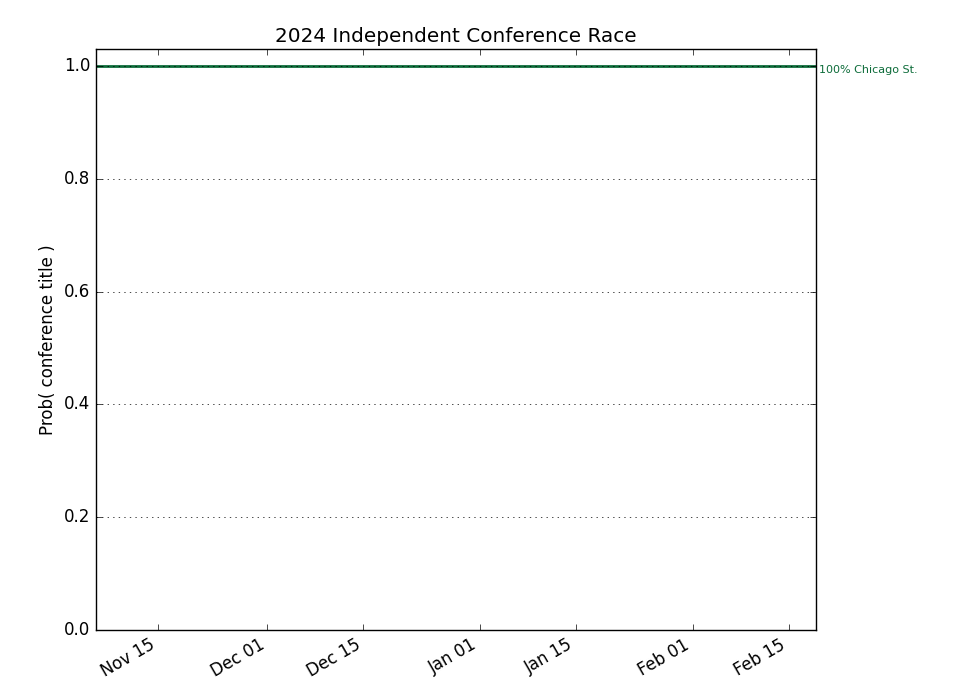 2024 Independent Conference Race
1.0
100% Chicago St.
0.8
0.6
0.4
0.2
0.0
Prob( conference title )
Nov 15
Dec 01
Dec 15
Jan 01
Jan 15
Feb 01
Feb 15